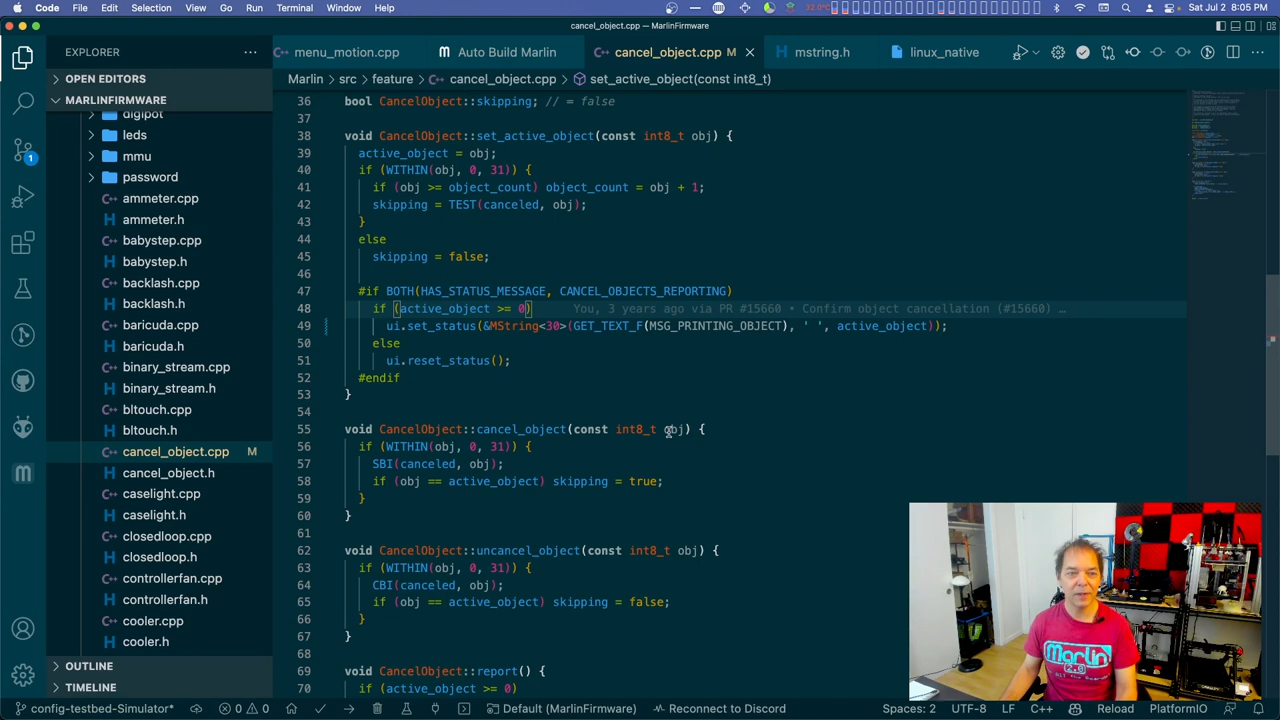 Code File Edit Selection View Go Run Terminal Window Help
32.0°C Sat Jul 2 8:05 PM
cancel_object.cpp — MarlinFirmware
EXPLORER
menu_motion.cpp
Auto Build Marlin
cancel_object.cpp M
mstring.h
linux_native
Marlin > src > feature > cancel_object.cpp > set_active_object(const int8_t)
OPEN EDITORS
MARLINFIRMWARE
digipot
leds
mmu
password
ammeter.cpp
ammeter.h
babystep.cpp
babystep.h
backlash.cpp
backlash.h
baricuda.cpp
baricuda.h
binary_stream.cpp
binary_stream.h
bltouch.cpp
bltouch.h
cancel_object.cpp M
cancel_object.h
caselight.cpp
caselight.h
closedloop.cpp
closedloop.h
controllerfan.cpp
controllerfan.h
cooler.cpp
cooler.h
OUTLINE
TIMELINE
1
36 bool CancelObject::skipping; // = false
37
38 void CancelObject::set_active_object(const int8_t obj) {
39 active_object = obj;
40 if (WITHIN(obj, 0, 31)) {
41 if (obj >= object_count) object_count = obj + 1;
42 skipping = TEST(canceled, obj);
43 }
44 else
45 skipping = false;
46
47 #if BOTH(HAS_STATUS_MESSAGE, CANCEL_OBJECTS_REPORTING)
48 if (active_object >= 0) You, 3 years ago via PR #15660 • Confirm object cancellation (#15660) …
49 ui.set_status(&MString<30>(GET_TEXT_F(MSG_PRINTING_OBJECT), ' ', active_object));
50 else
51 ui.reset_status();
52 #endif
53 }
54
55 void CancelObject::cancel_object(const int8_t obj) {
56 if (WITHIN(obj, 0, 31)) {
57 SBI(canceled, obj);
58 if (obj == active_object) skipping = true;
59 }
60 }
61
62 void CancelObject::uncancel_object(const int8_t obj) {
63 if (WITHIN(obj, 0, 31)) {
64 CBI(canceled, obj);
65 if (obj == active_object) skipping = false;
66 }
67 }
68
69 void CancelObject::report() {
70 if (active_object >= 0)
Marlin
2.0
config-testbed-Simulator* 0 0 Default (MarlinFirmware) Reconnect to Discord Spaces: 2 UTF-8 LF C++ Reload PlatformIO